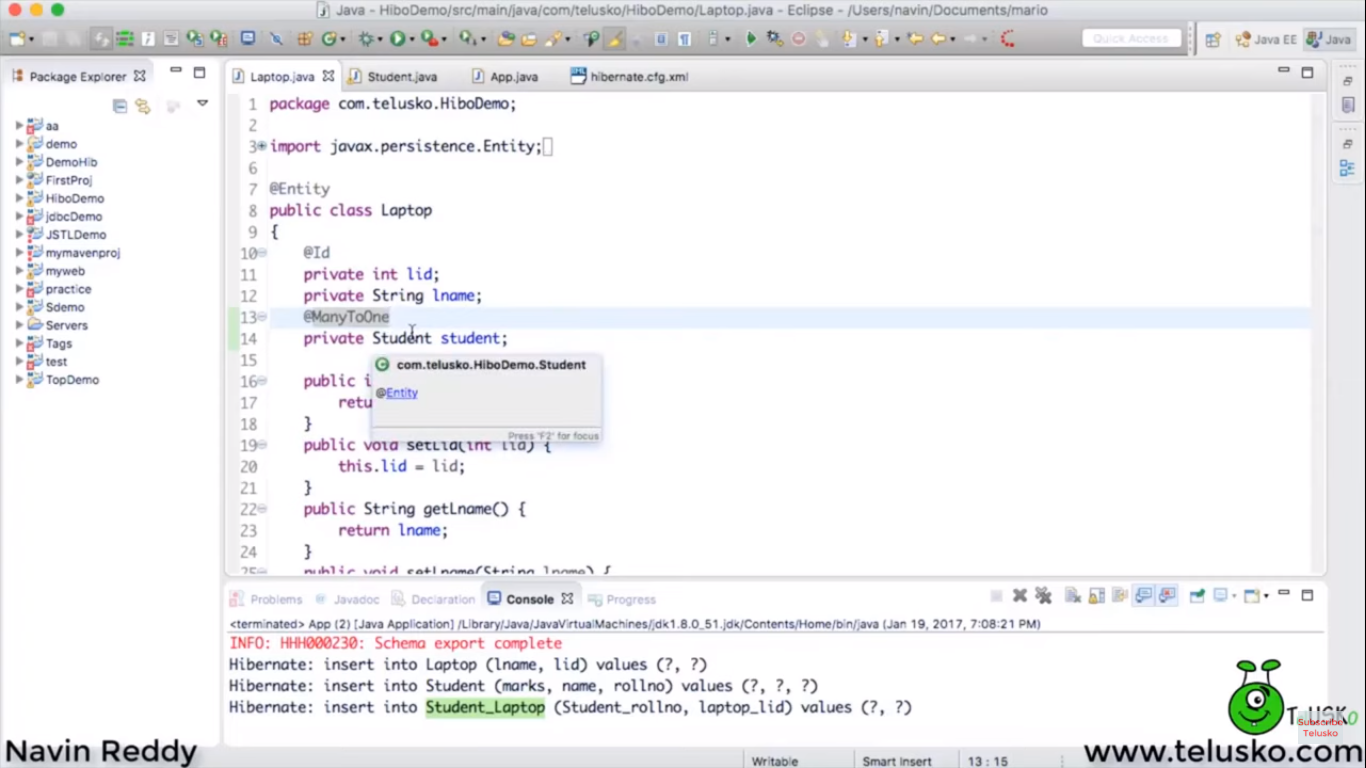 Java - HiboDemo/src/main/java/com/telusko/HiboDemo/Laptop.java - Eclipse - /Users/navin/Documents/mario
Quick Access
Java EE
Java
Package Explorer
aa
demo
DemoHib
FirstProj
HiboDemo
jdbcDemo
JSTLDemo
mymavenproj
myweb
practice
Sdemo
Servers
Tags
test
TopDemo
Laptop.java
Student.java
App.java
hibernate.cfg.xml
1 package com.telusko.HiboDemo;
2
3 import javax.persistence.Entity;
6
7 @Entity
8 public class Laptop
9 {
10 @Id
11 private int lid;
12 private String lname;
13 @ManyToOne
14 private Student student;
15
com.telusko.HiboDemo.Student
@Entity
Press 'F2' for focus
16 public i
17 retu
18 }
19 public void setLid(int lid) {
20 this.lid = lid;
21 }
22 public String getLname() {
23 return lname;
24 }
25 public void setLname(String lname) {
Problems
Javadoc
Declaration
Console
Progress
<terminated> App (2) [Java Application] /Library/Java/JavaVirtualMachines/jdk1.8.0_51.jdk/Contents/Home/bin/java (Jan 19, 2017, 7:08:21 PM)
INFO: HHH000230: Schema export complete
Hibernate: insert into Laptop (lname, lid) values (?, ?)
Hibernate: insert into Student (marks, name, rollno) values (?, ?, ?)
Hibernate: insert into Student_Laptop (Student_rollno, laptop_lid) values (?, ?)
Subscribe
Telusko
Navin Reddy
www.telusko.com
Writable
Smart Insert
13 : 15